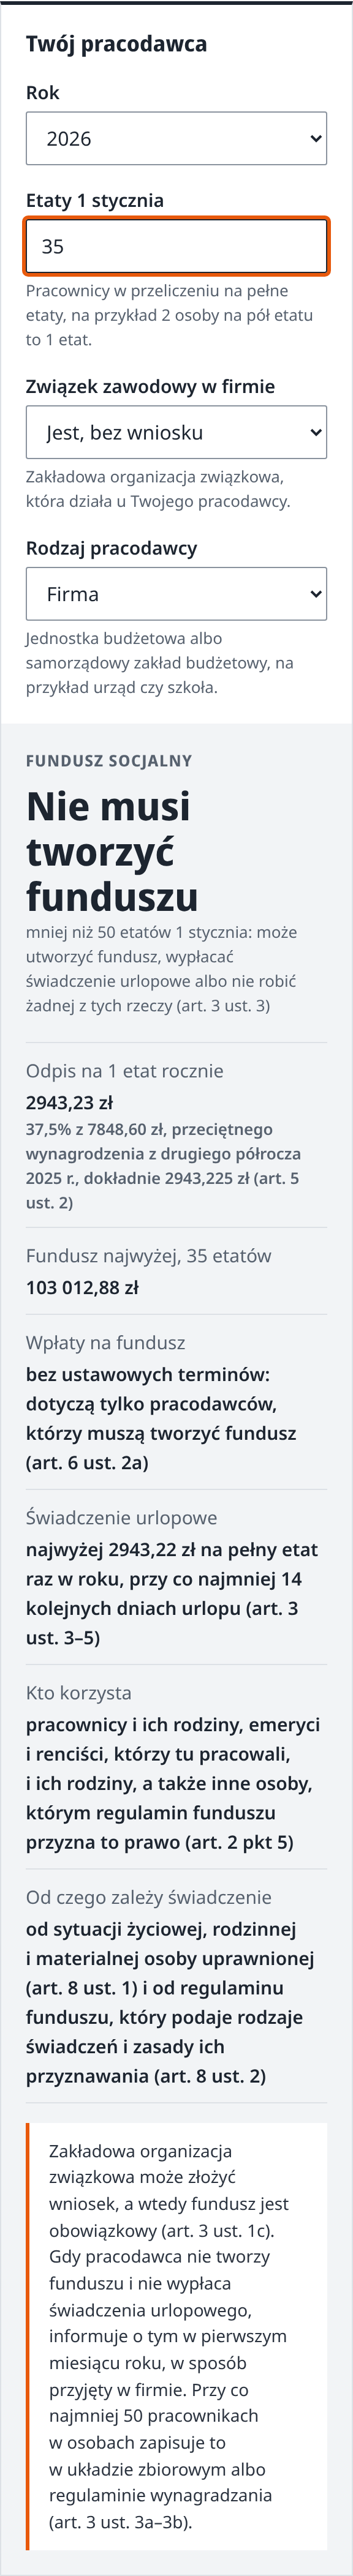 Twój pracodawca
Rok
2026
Etaty 1 stycznia
35
Pracownicy w przeliczeniu na pełne
etaty, na przykład 2 osoby na pół etatu
to 1 etat.
Związek zawodowy w firmie
Jest, bez wniosku
Zakładowa organizacja związkowa,
która działa u Twojego pracodawcy.
Rodzaj pracodawcy
Firma
Jednostka budżetowa albo
samorządowy zakład budżetowy, na
przykład urząd czy szkoła.
FUNDUSZ SOCJALNY
Nie musi
tworzyć
funduszu
mniej niż 50 etatów 1 stycznia: może
utworzyć fundusz, wypłacać
świadczenie urlopowe albo nie robić
żadnej z tych rzeczy (art. 3 ust. 3)
Odpis na 1 etat rocznie
2943,23 zł
37,5% z 7848,60 zł, przeciętnego
wynagrodzenia z drugiego półrocza
2025 r., dokładnie 2943,225 zł (art. 5
ust. 2)
Fundusz najwyżej, 35 etatów
103 012,88 zł
Wpłaty na fundusz
bez ustawowych terminów:
dotyczą tylko pracodawców,
którzy muszą tworzyć fundusz
(art. 6 ust. 2a)
Świadczenie urlopowe
najwyżej 2943,22 zł na pełny etat
raz w roku, przy co najmniej 14
kolejnych dniach urlopu (art. 3
ust. 3–5)
Kto korzysta
pracownicy i ich rodziny, emeryci
i renciści, którzy tu pracowali,
i ich rodziny, a także inne osoby,
którym regulamin funduszu
przyzna to prawo (art. 2 pkt 5)
Od czego zależy świadczenie
od sytuacji życiowej, rodzinnej
i materialnej osoby uprawnionej
(art. 8 ust. 1) i od regulaminu
funduszu, który podaje rodzaje
świadczeń i zasady ich
przyznawania (art. 8 ust. 2)
Zakładowa organizacja
związkowa może złożyć
wniosek, a wtedy fundusz jest
obowiązkowy (art. 3 ust. 1c).
Gdy pracodawca nie tworzy
funduszu i nie wypłaca
świadczenia urlopowego,
informuje o tym w pierwszym
miesiącu roku, w sposób
przyjęty w firmie. Przy co
najmniej 50 pracownikach
w osobach zapisuje to
w układzie zbiorowym albo
regulaminie wynagradzania
(art. 3 ust. 3a–3b).